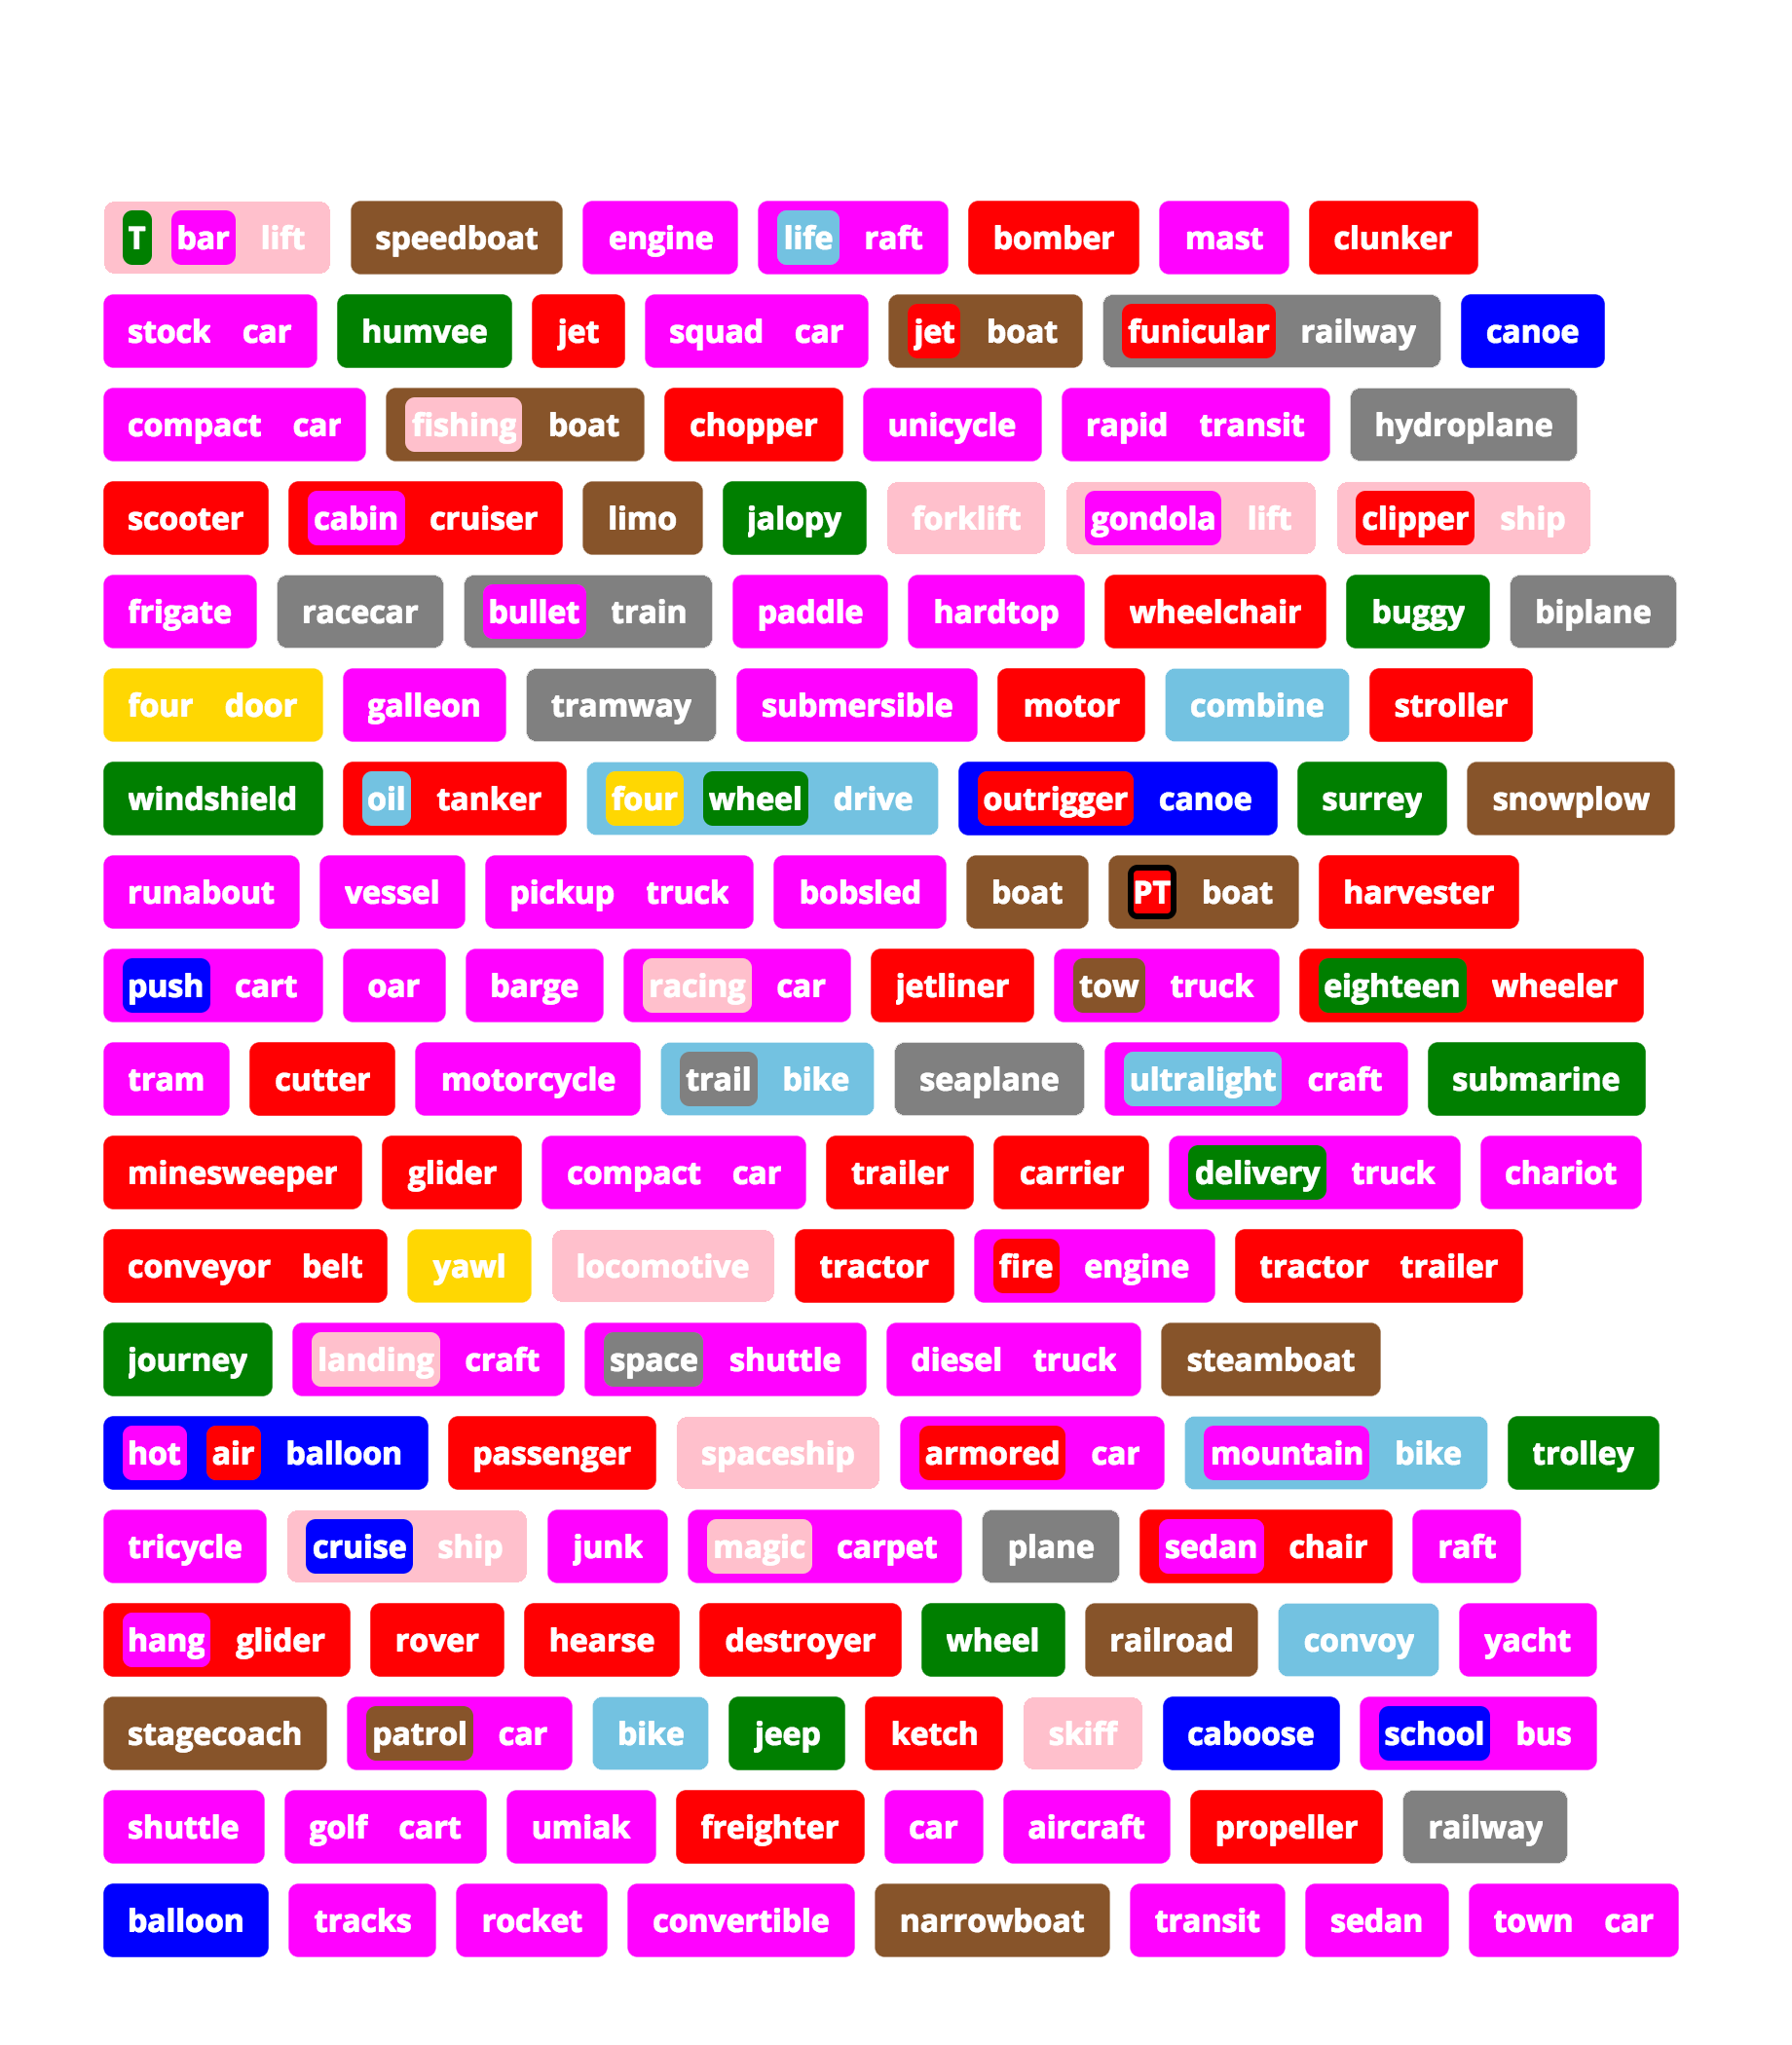 T bar lift speedboat engine life raft bomber mast clunker
stock car humvee jet squad car jet boat funicular railway canoe
compact car fishing boat chopper unicycle rapid transit hydroplane
scooter cabin cruiser limo jalopy forklift gondola lift clipper ship
frigate racecar bullet train paddle hardtop wheelchair buggy biplane
four door galleon tramway submersible motor combine stroller
windshield oil tanker four wheel drive outrigger canoe surrey snowplow
runabout vessel pickup truck bobsled boat PT boat harvester
push cart oar barge racing car jetliner tow truck eighteen wheeler
tram cutter motorcycle trail bike seaplane ultralight craft submarine
minesweeper glider compact car trailer carrier delivery truck chariot
conveyor belt yawl locomotive tractor fire engine tractor trailer
journey landing craft space shuttle diesel truck steamboat
hot air balloon passenger spaceship armored car mountain bike trolley
tricycle cruise ship junk magic carpet plane sedan chair raft
hang glider rover hearse destroyer wheel railroad convoy yacht
stagecoach patrol car bike jeep ketch skiff caboose school bus
shuttle golf cart umiak freighter car aircraft propeller railway
balloon tracks rocket convertible narrowboat transit sedan town car